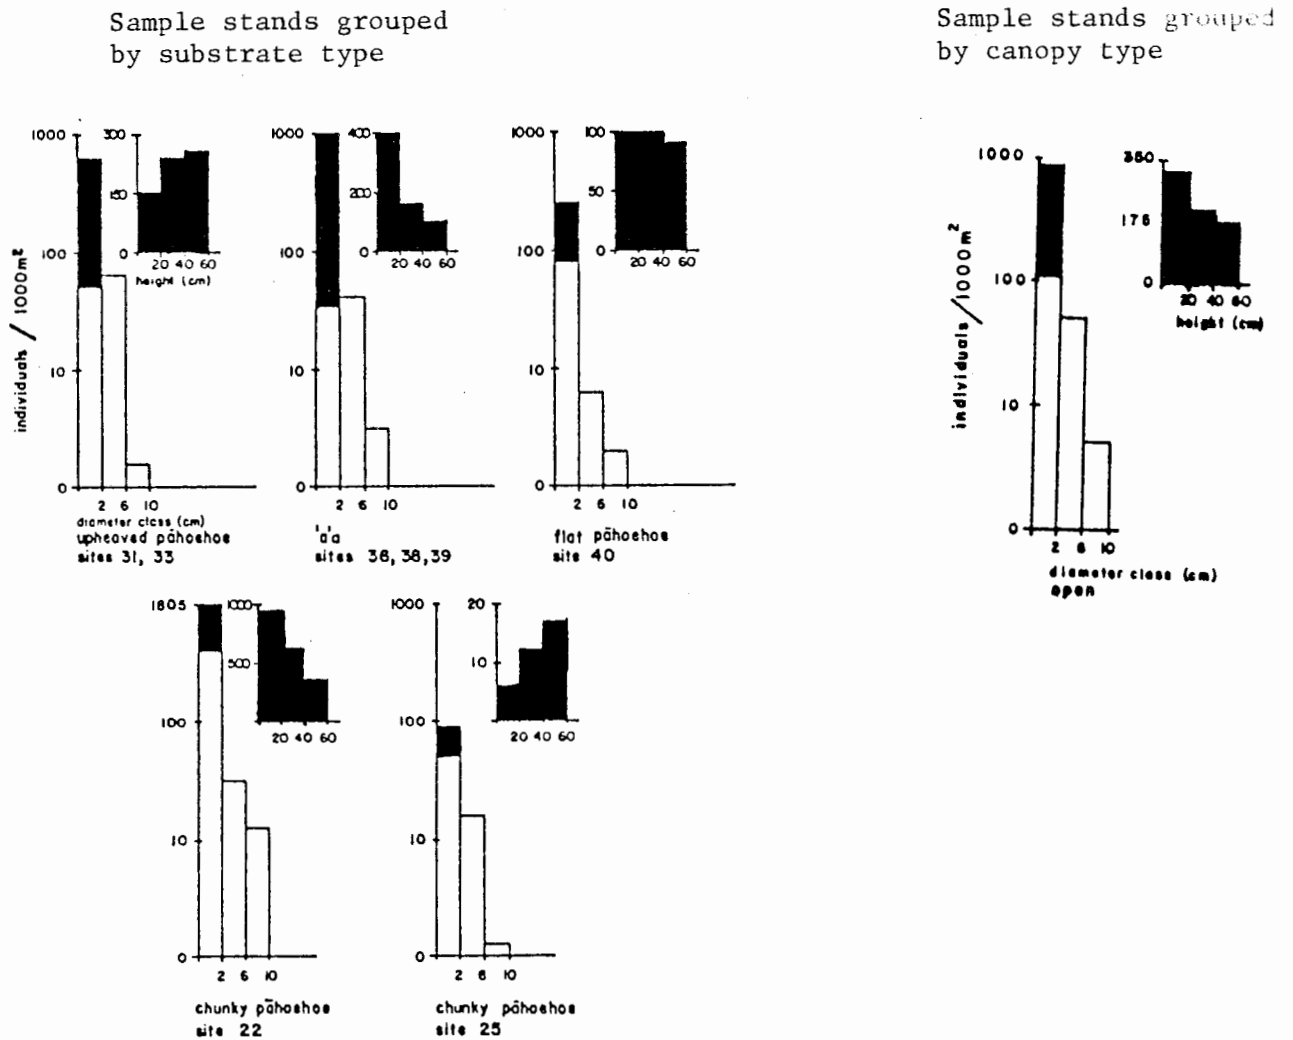 Sample stands grouped
by substrate type
Sample stands grouped
by canopy type
individuals / 1000m²
1000
100
10
0
2 6 10
diameter class (cm)
upheaved pāhoehoe
sites 31, 33
300
150
0
20 40 60
height (cm)
1000
100
10
0
2 6 10
'a'a
sites 36, 38, 39
400
200
0
20 40 60
1000
100
10
0
2 6 10
flat pāhoehoe
site 40
100
50
0
20 40 60
individuals/1000m²
1000
100
10
0
2 6 10
diameter class (cm)
open
350
175
0
20 40 60
height (cm)
1805
100
10
0
2 6 10
chunky pāhoehoe
site 22
1000
500
20 40 60
1000
100
10
0
2 6 10
chunky pāhoehoe
site 25
20
10
20 40 60